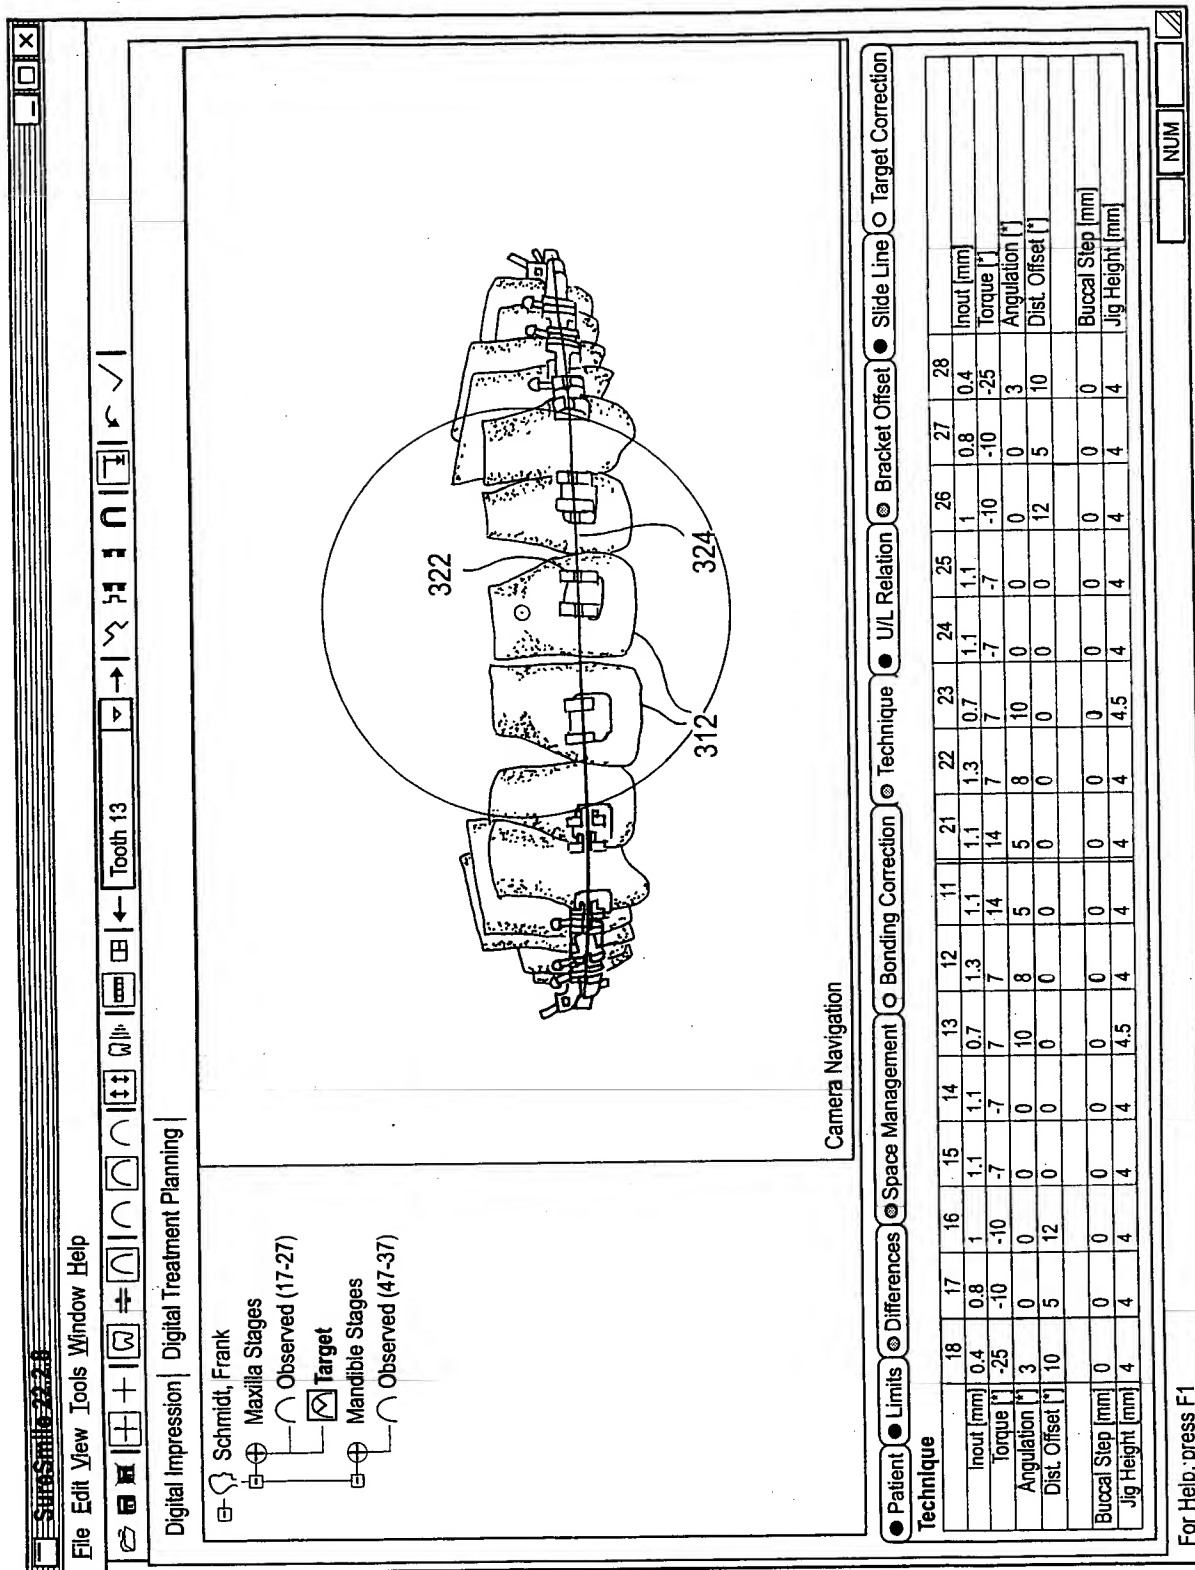 SureSmile 22.2.8
File Edit View Tools Window Help
Tooth 13
Digital Impression | Digital Treatment Planning |
Schmidt, Frank
Maxilla Stages
Observed (17-27)
Target
Mandible Stages
Observed (47-37)
322
324
312
Camera Navigation
Patient Limits Differences Space Management Bonding Correction Technique U/L Relation Bracket Offset Slide Line Target Correction
Technique
18 17 16 15 14 13 12 11 21 22 23 24 25 26 27 28
Inout [mm] 0.4 0.8 1 1.1 1.1 0.7 1.3 1.1 1.1 1.3 0.7 1.1 1.1 1 0.8 0.4 Inout [mm]
Torque [*] -25 -10 -10 -7 -7 7 7 14 14 7 7 -7 -7 -10 -10 -25 Torque [*]
Angulation [*] 3 0 0 0 0 10 8 5 5 8 10 0 0 0 0 3 Angulation [*]
Dist. Offset [*] 10 5 12 0 0 0 0 0 0 0 0 0 0 12 5 10 Dist. Offset [*]
Buccal Step [mm] 0 0 0 0 0 0 0 0 0 0 0 0 0 0 0 0 Buccal Step [mm]
Jig Height [mm] 4 4 4 4 4 4.5 4 4 4 4 4.5 4 4 4 4 4 Jig Height [mm]
For Help, press F1
NUM